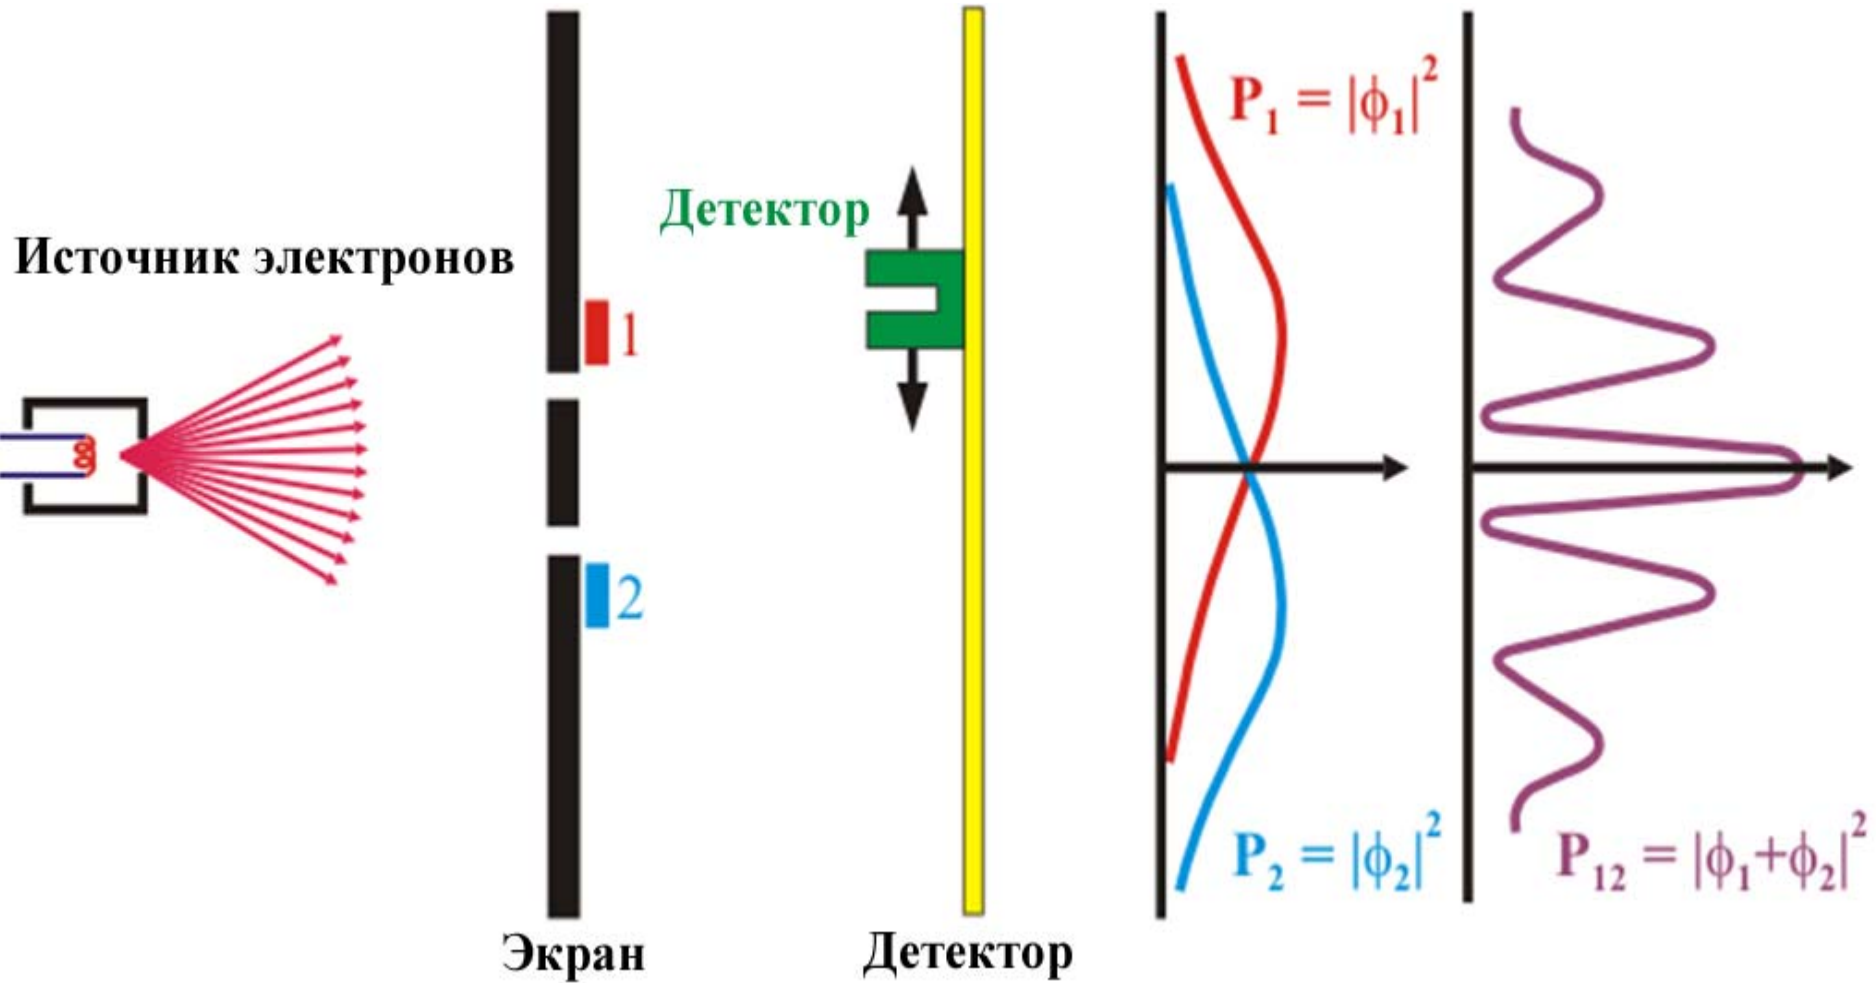 Источник электронов
1
2
Экран
Детектор
Детектор
P₁ = |ϕ₁|²
P₂ = |ϕ₂|²
P₁₂ = |ϕ₁+ϕ₂|²